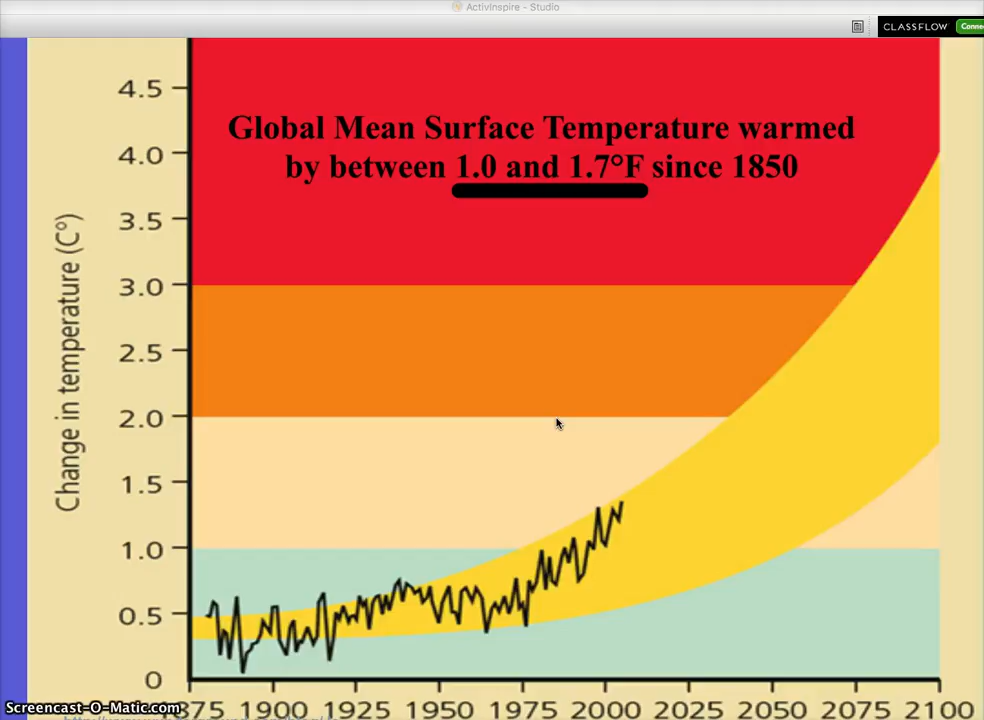 ActivInspire - Studio
CLASSFLOW
Global Mean Surface Temperature warmed
by between 1.0 and 1.7°F since 1850
Change in temperature (C°)
4.5
4.0
3.5
3.0
2.5
2.0
1.5
1.0
0.5
0
1900 1925 1950 1975 2000 2025 2050 2075 2100
Screencast-O-Matic.com